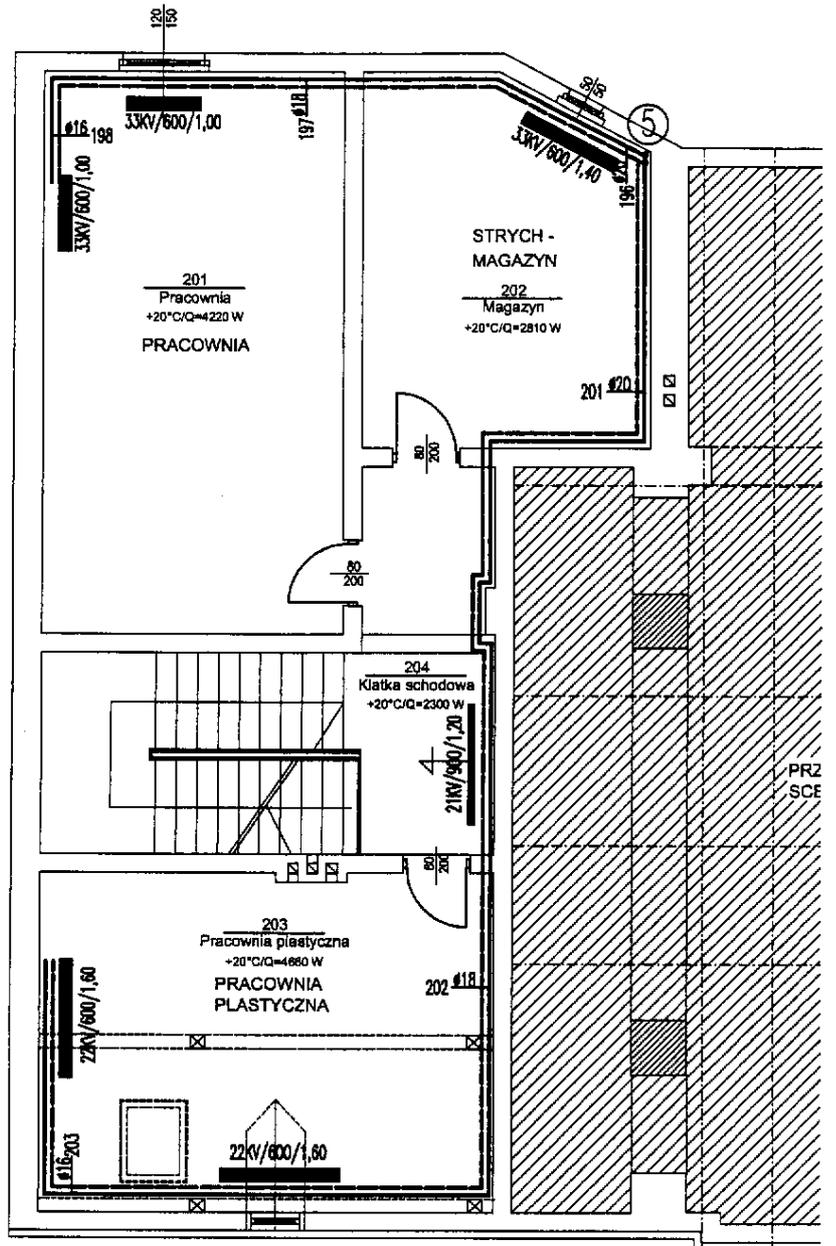 120
150
50
50
5
33KV/600/1,00
ø18
197
ø16
198
33KV/600/1,00
33KV/600/1,40
196
STRYCH -
MAGAZYN
201
Pracownia
+20°C/Q=4220 W
PRACOWNIA
202
Magazyn
+20°C/Q=2810 W
201
ø20
80
200
80
200
204
Klatka schodowa
+20°C/Q=2300 W
21KV/900/1,20
PRZ
SCE
80
200
203
Pracownia plastyczna
+20°C/Q=4660 W
PRACOWNIA
PLASTYCZNA
202
ø18
22KV/600/1,60
ø16
203
22KV/600/1,60